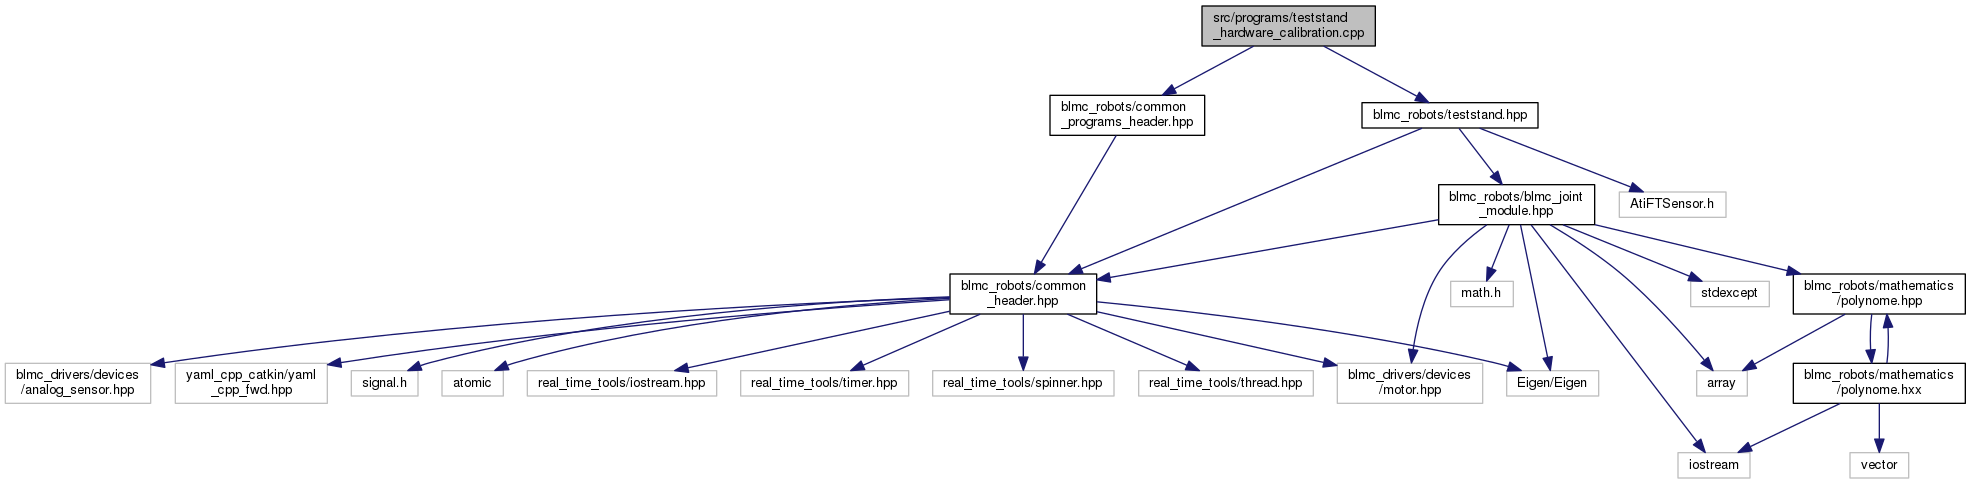 src/programs/teststand
_hardware_calibration.cpp
blmc_robots/common
_programs_header.hpp
blmc_robots/teststand.hpp
blmc_robots/blmc_joint
_module.hpp
AtiFTSensor.h
blmc_robots/common
_header.hpp
math.h
stdexcept
blmc_robots/mathematics
/polynome.hpp
blmc_drivers/devices
/analog_sensor.hpp
yaml_cpp_catkin/yaml
_cpp_fwd.hpp
signal.h
atomic
real_time_tools/iostream.hpp
real_time_tools/timer.hpp
real_time_tools/spinner.hpp
real_time_tools/thread.hpp
blmc_drivers/devices
/motor.hpp
Eigen/Eigen
array
blmc_robots/mathematics
/polynome.hxx
iostream
vector